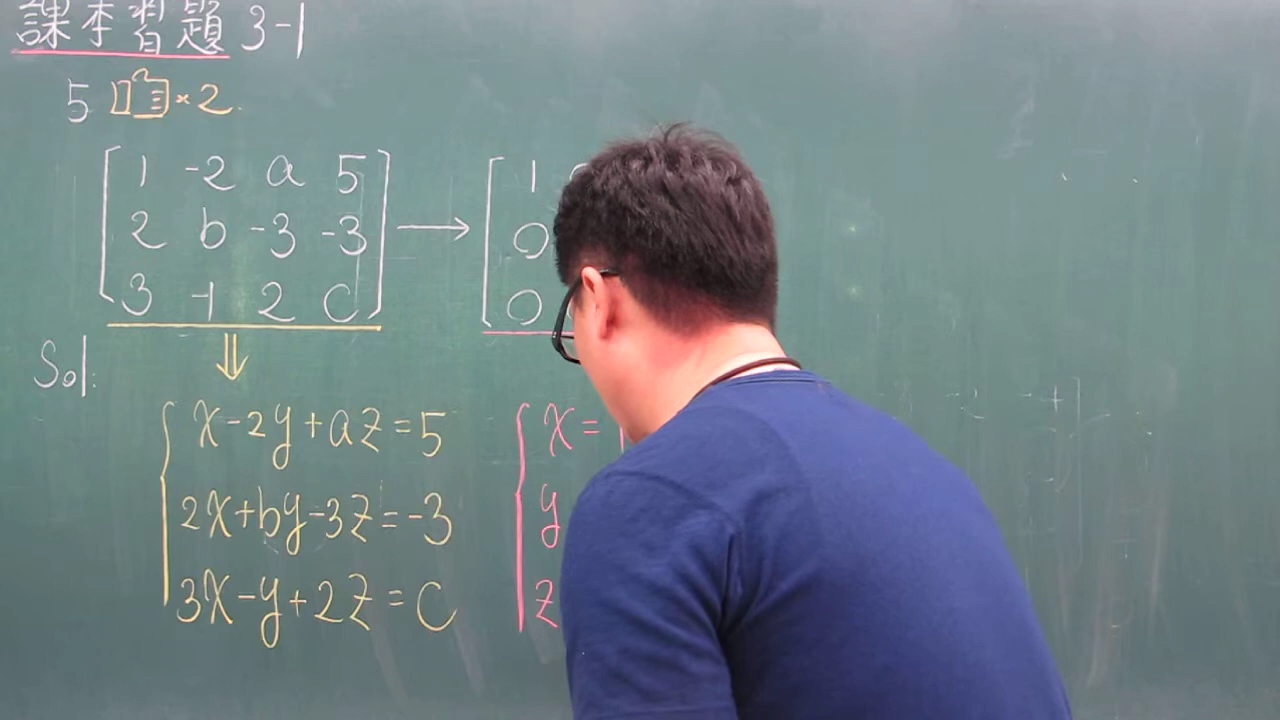 課本習題 3-1
5 × 2
1 -2 a 5
2 b -3 -3
3 -1 2 c
→
1
0
0
Sol:
⇓
x-2y+az=5
2x+by-3z=-3
3x-y+2z=c
x=
y
z